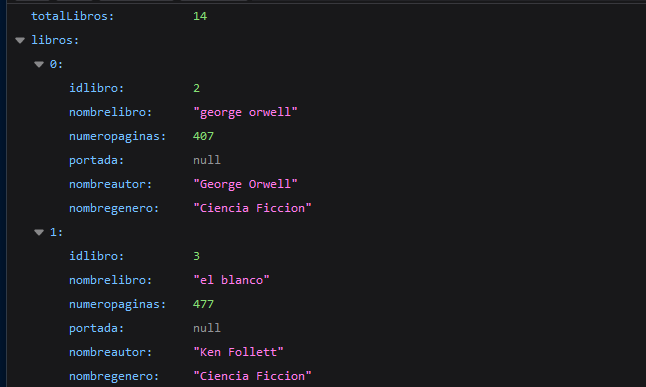 totalLibros: 14
libros:
0:
idlibro: 2
nombrelibro: "george orwell"
numeropaginas: 407
portada: null
nombreautor: "George Orwell"
nombregenero: "Ciencia Ficcion"
1:
idlibro: 3
nombrelibro: "el blanco"
numeropaginas: 477
portada: null
nombreautor: "Ken Follett"
nombregenero: "Ciencia Ficcion"